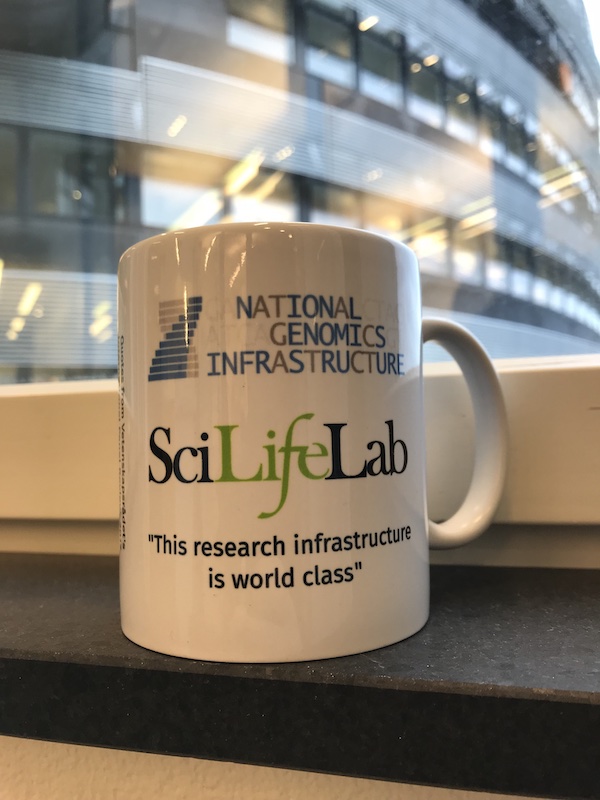 NATIONAL
GENOMICS
INFRASTRUCTURE
SciLifeLab
"This research infrastructure
is world class"